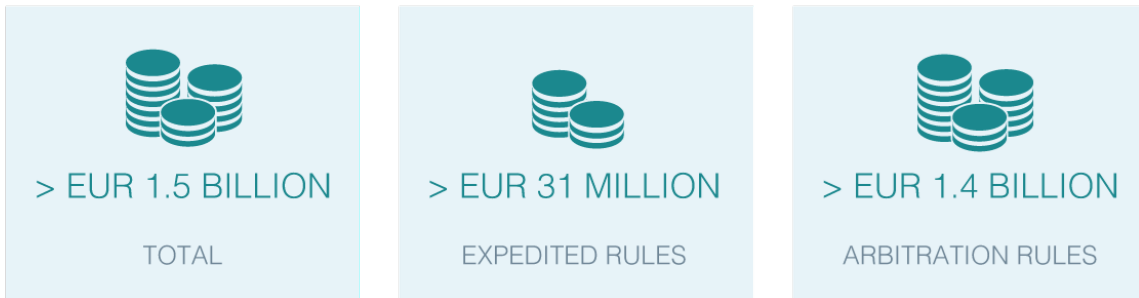 > EUR 1.5 BILLION
TOTAL
> EUR 31 MILLION
EXPEDITED RULES
> EUR 1.4 BILLION
ARBITRATION RULES